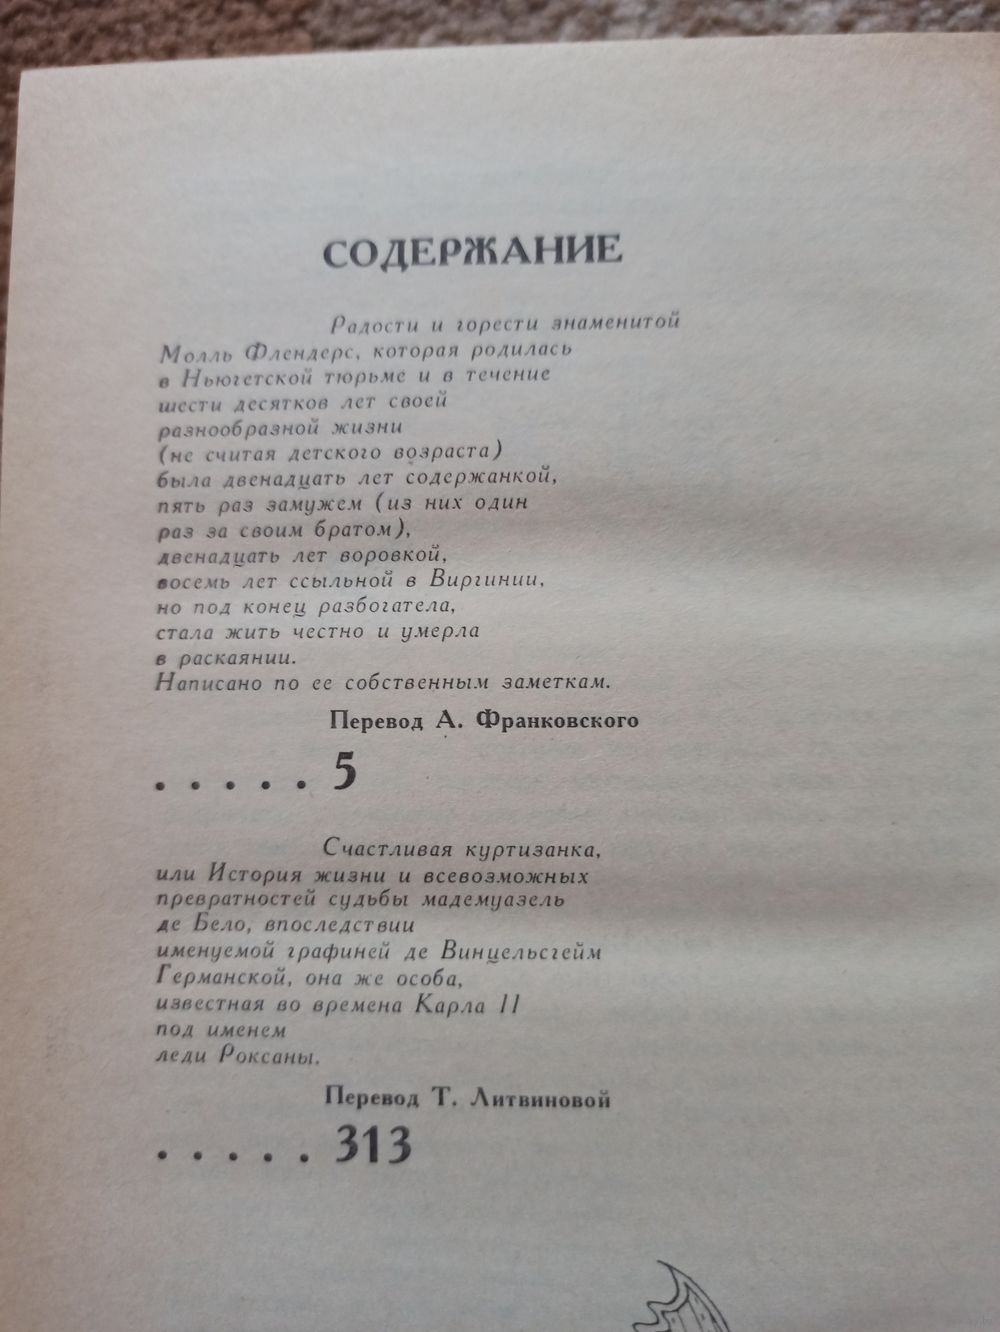 СОДЕРЖАНИЕ
Радости и горести знаменитой
Молль Флендерс, которая родилась
в Ньюгетской тюрьме и в течение
шести десятков лет своей
разнообразной жизни
(не считая детского возраста)
была двенадцать лет содержанкой,
пять раз замужем (из них один
раз за своим братом),
двенадцать лет воровкой,
восемь лет ссыльной в Виргинии,
но под конец разбогатела,
стала жить честно и умерла
в раскаянии.
Написано по ее собственным заметкам.
Перевод А. Франковского
. . . . . 5
Счастливая куртизанка,
или История жизни и всевозможных
превратностей судьбы мадемуазель
де Бело, впоследствии
именуемой графиней де Винцельсгейм
Германской, она же особа,
известная во времена Карла II
под именем
леди Роксаны.
Перевод Т. Литвиновой
. . . . . 313